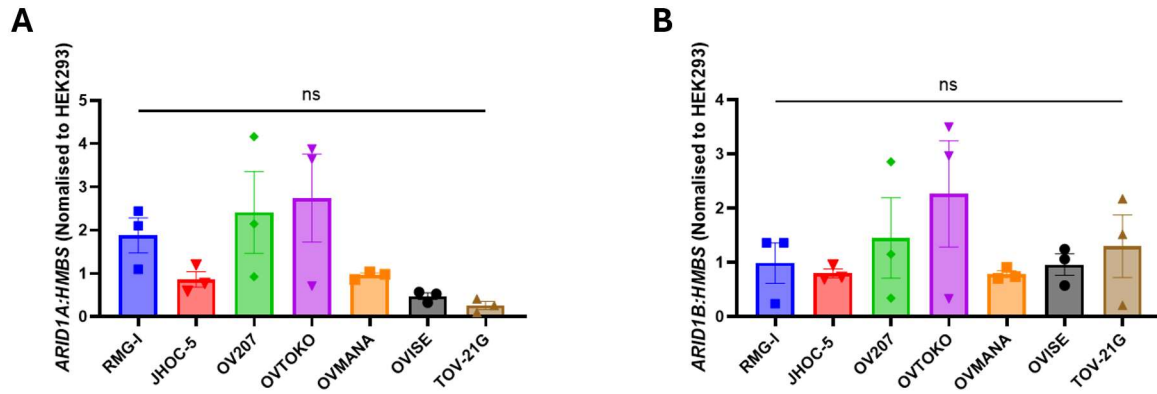 A
ARID1A:HMBS (Nomalised to HEK293)
ns
5
4
3
2
1
0
RMG-I
JHOC-5
OV207
OVTOKO
OVMANA
OVISE
TOV-21G
B
ARID1B:HMBS (Nomalised to HEK293)
ns
4
3
2
1
0
RMG-I
JHOC-5
OV207
OVTOKO
OVMANA
OVISE
TOV-21G